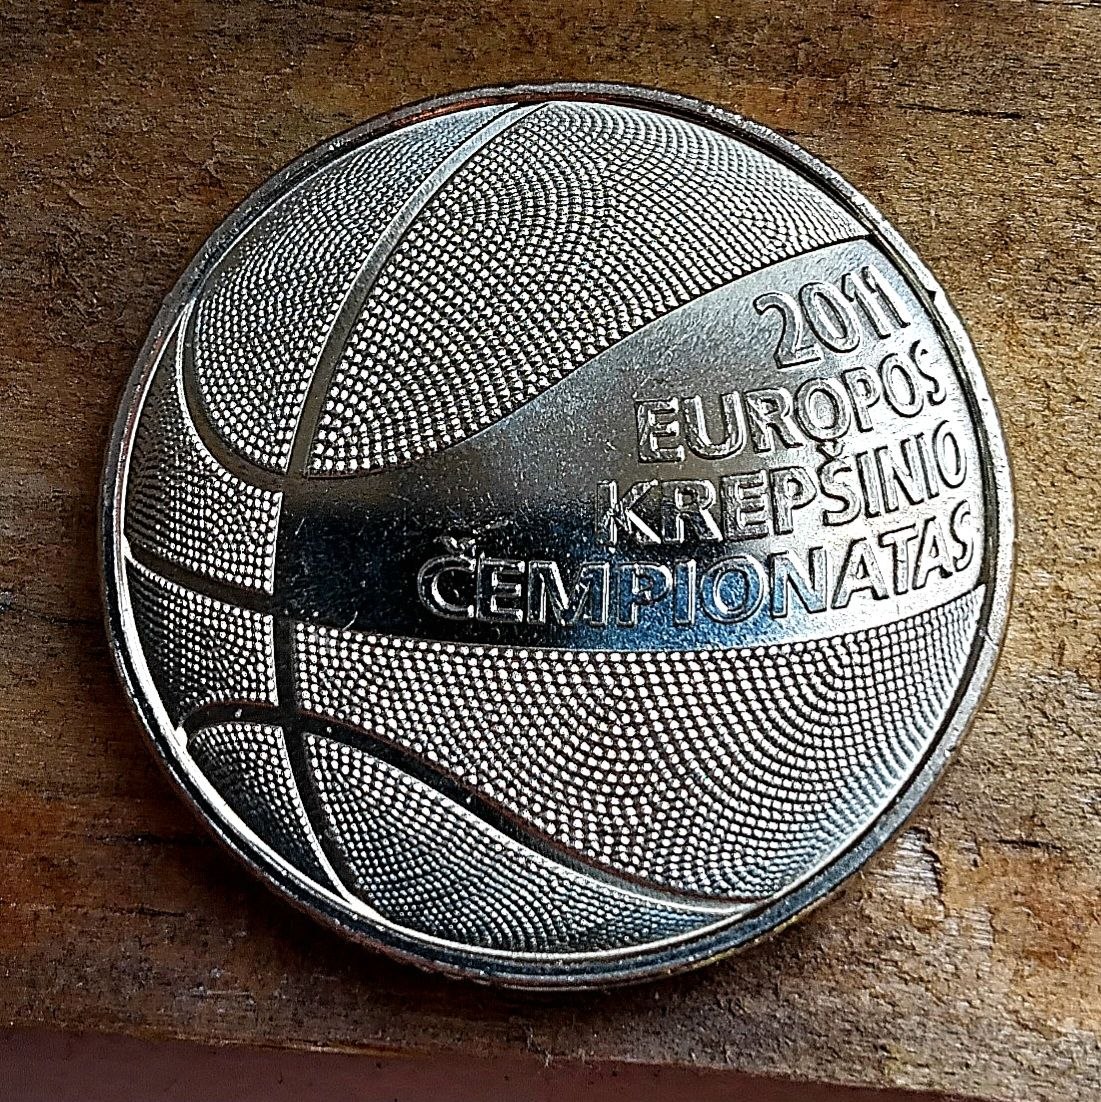 2011
EUROPOS
KREPŠINIO
ČEMPIONATAS